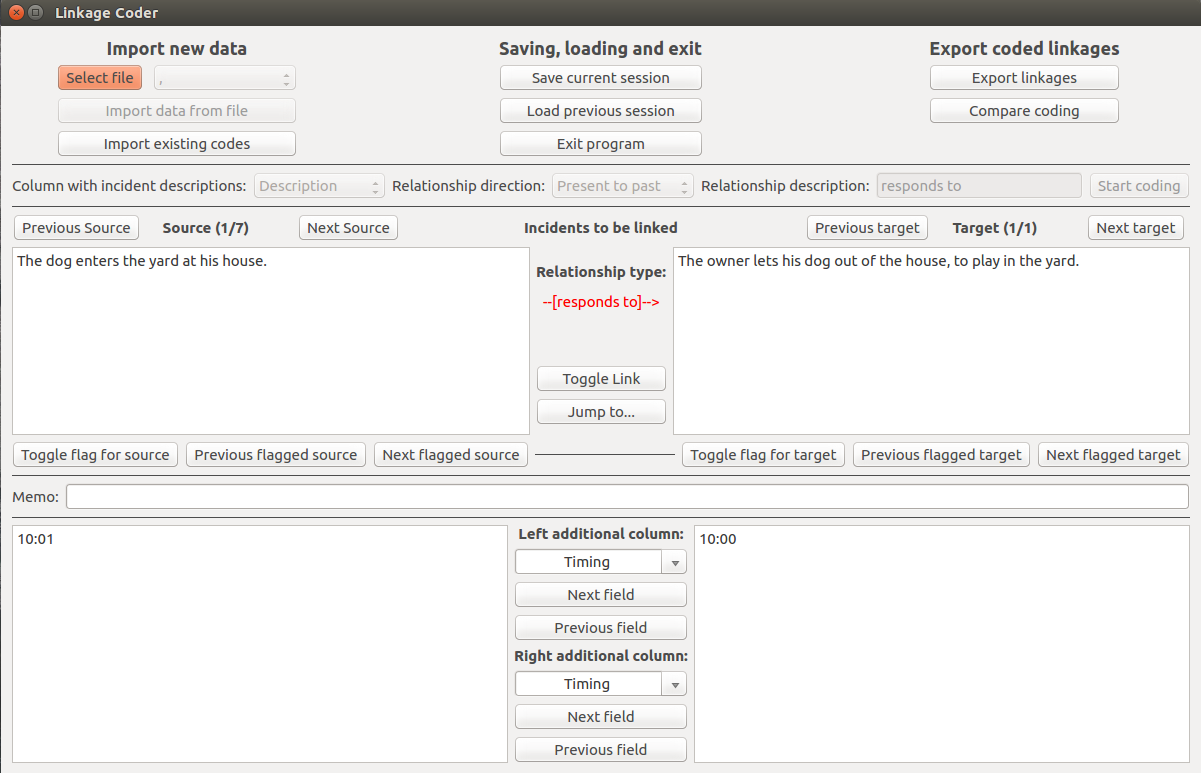 Linkage Coder
Import new data
Saving, loading and exit
Export coded linkages
Select file
,
Save current session
Export linkages
Import data from file
Load previous session
Compare coding
Import existing codes
Exit program
Column with incident descriptions:
Description
Relationship direction:
Present to past
Relationship description:
responds to
Start coding
Previous Source
Source (1/7)
Next Source
Incidents to be linked
Previous target
Target (1/1)
Next target
The dog enters the yard at his house.
Relationship type:
--[responds to]-->
Toggle Link
Jump to...
The owner lets his dog out of the house, to play in the yard.
Toggle flag for source
Previous flagged source
Next flagged source
Toggle flag for target
Previous flagged target
Next flagged target
Memo:
10:01
Left additional column:
Timing
Next field
Previous field
Right additional column:
Timing
Next field
Previous field
10:00